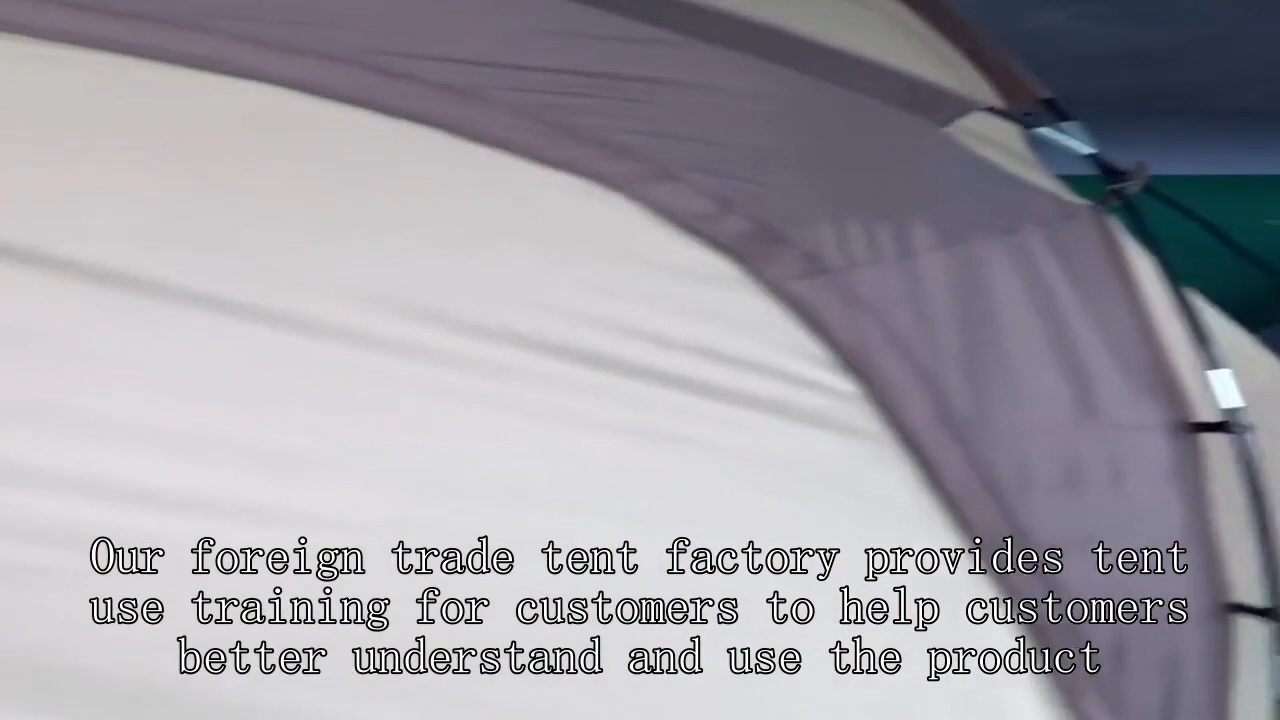 Our foreign trade tent factory provides tent
use training for customers to help customers
better understand and use the product